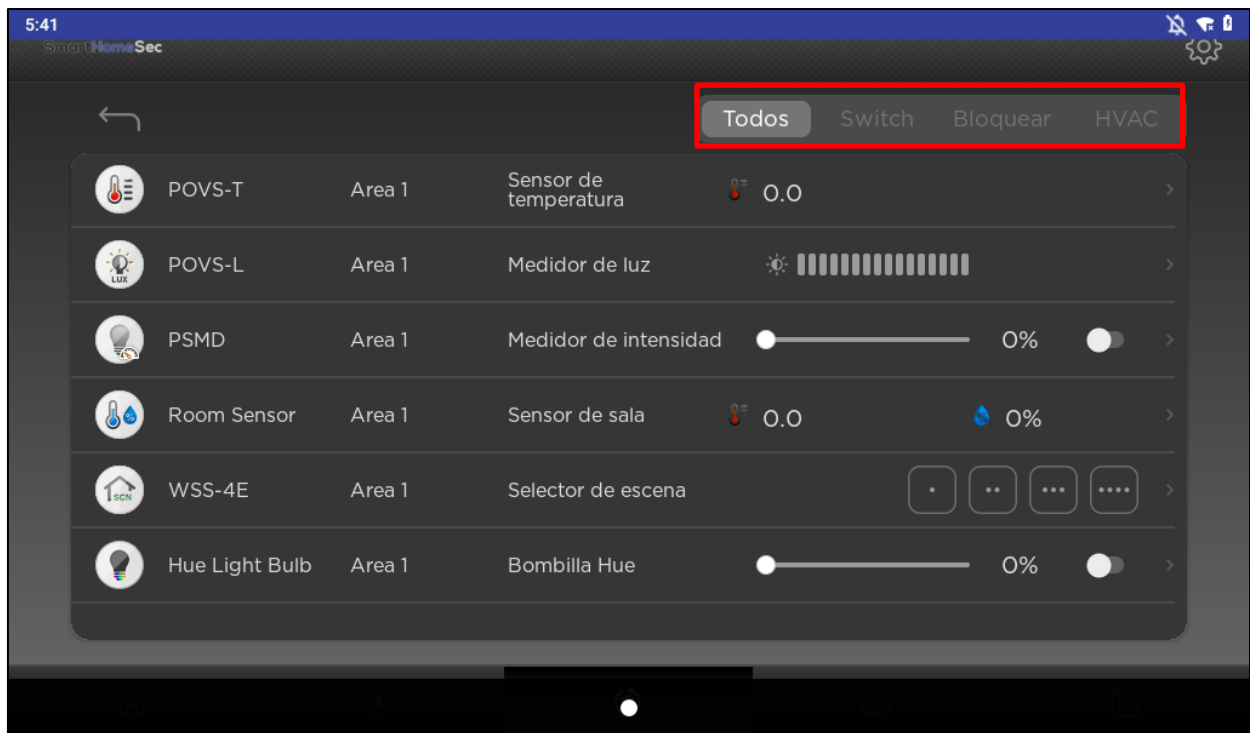 5:41
SmartHomeSec
Todos Switch Bloquear HVAC
POVS-T Area 1 Sensor de temperatura 0.0
LUX POVS-L Area 1 Medidor de luz
PSMD Area 1 Medidor de intensidad 0%
Room Sensor Area 1 Sensor de sala 0.0 0%
SCN WSS-4E Area 1 Selector de escena
Hue Light Bulb Area 1 Bombilla Hue 0%